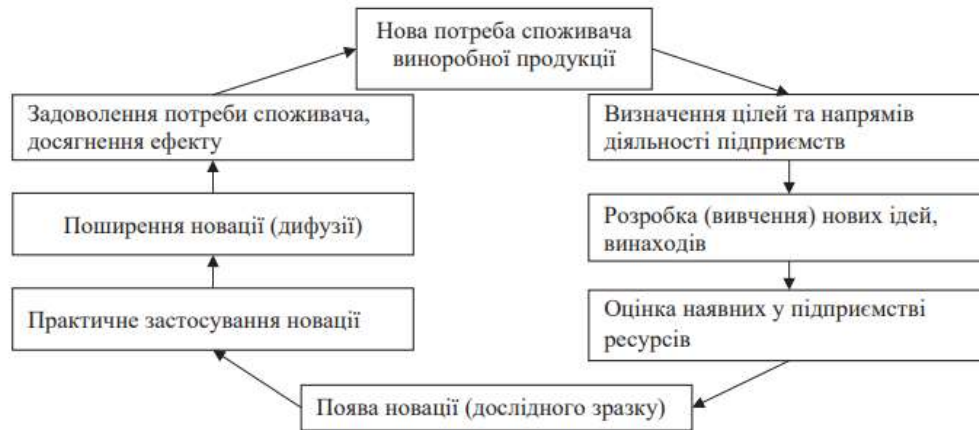 Нова потреба споживача
виноробної продукції
Задоволення потреби споживача,
досягнення ефекту
Визначення цілей та напрямів
діяльності підприємств
Поширення новації (дифузії)
Розробка (вивчення) нових ідей,
винаходів
Практичне застосування новації
Оцінка наявних у підприємстві
ресурсів
Поява новації (дослідного зразку)